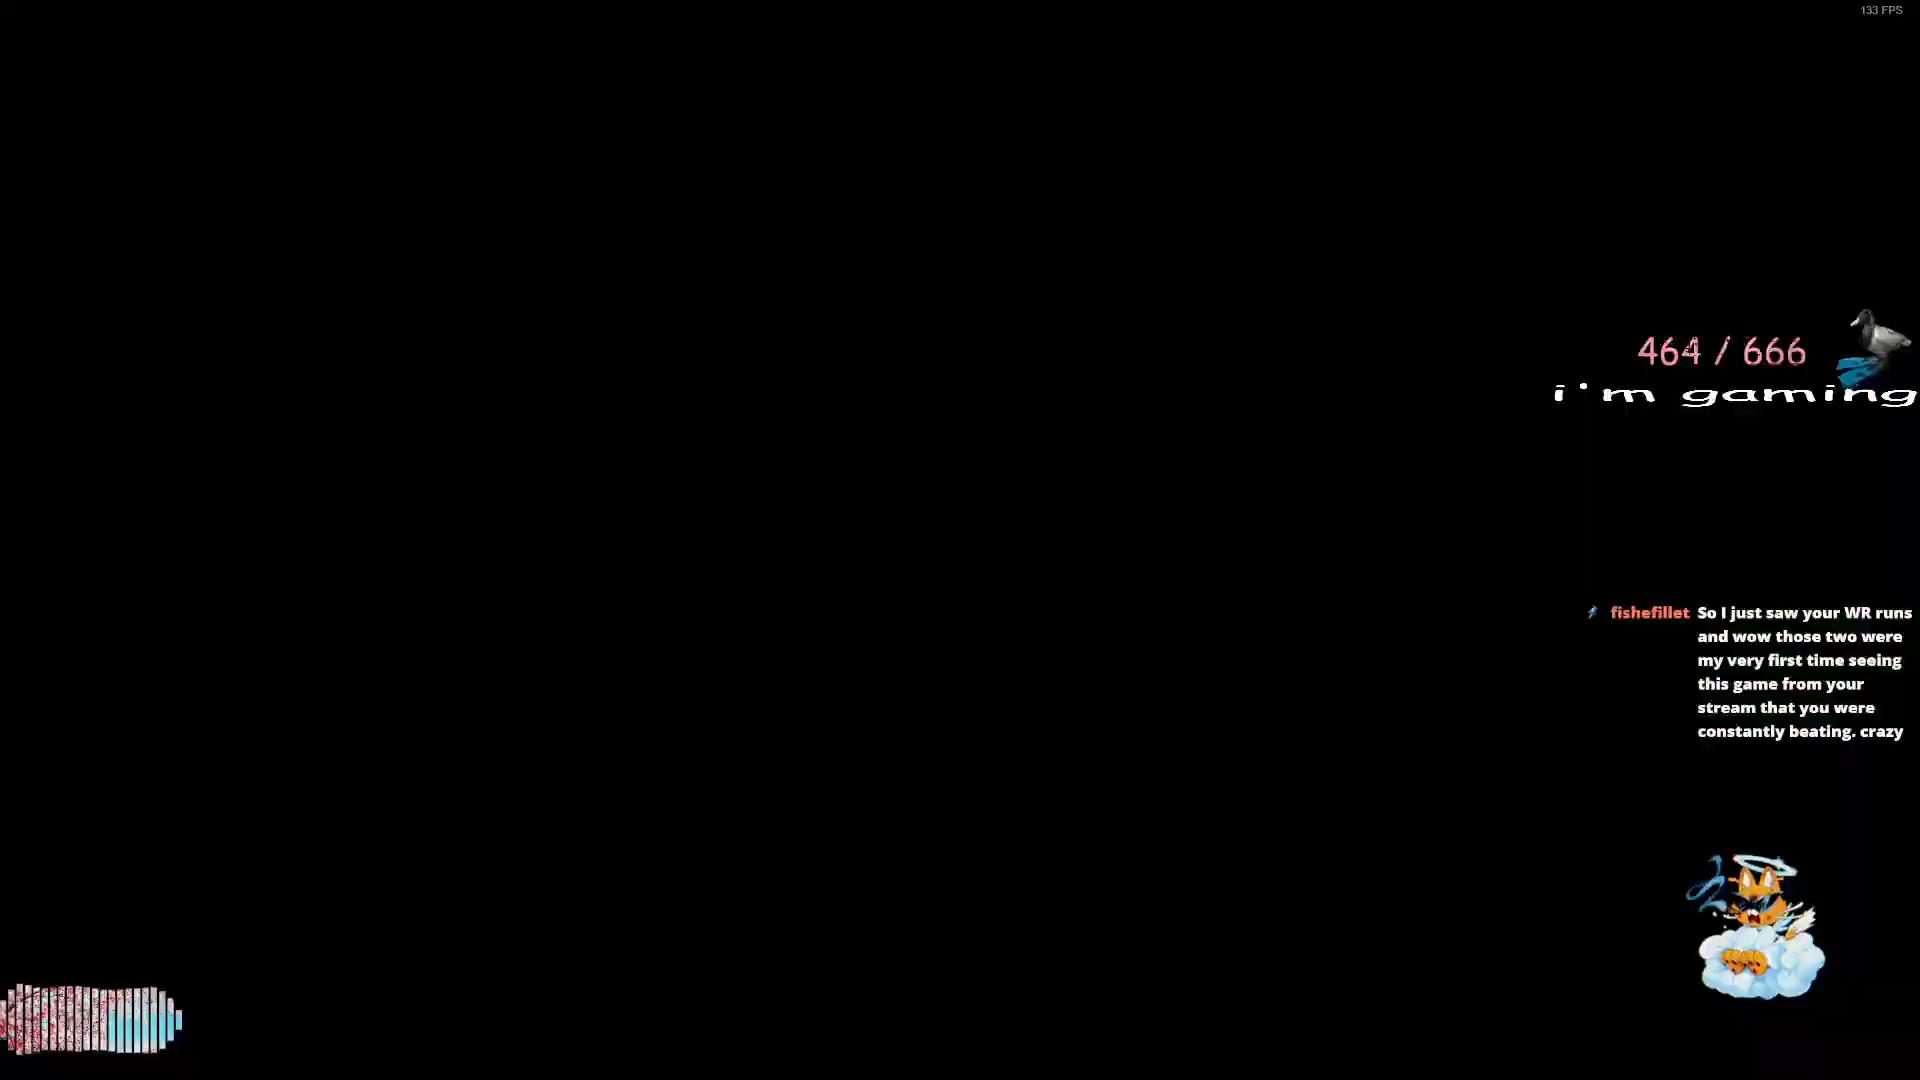 133 FPS
464 / 666
i'm gaming
fishefillet So I just saw your WR runs
and wow those two were
my very first time seeing
this game from your
stream that you were
constantly beating. crazy